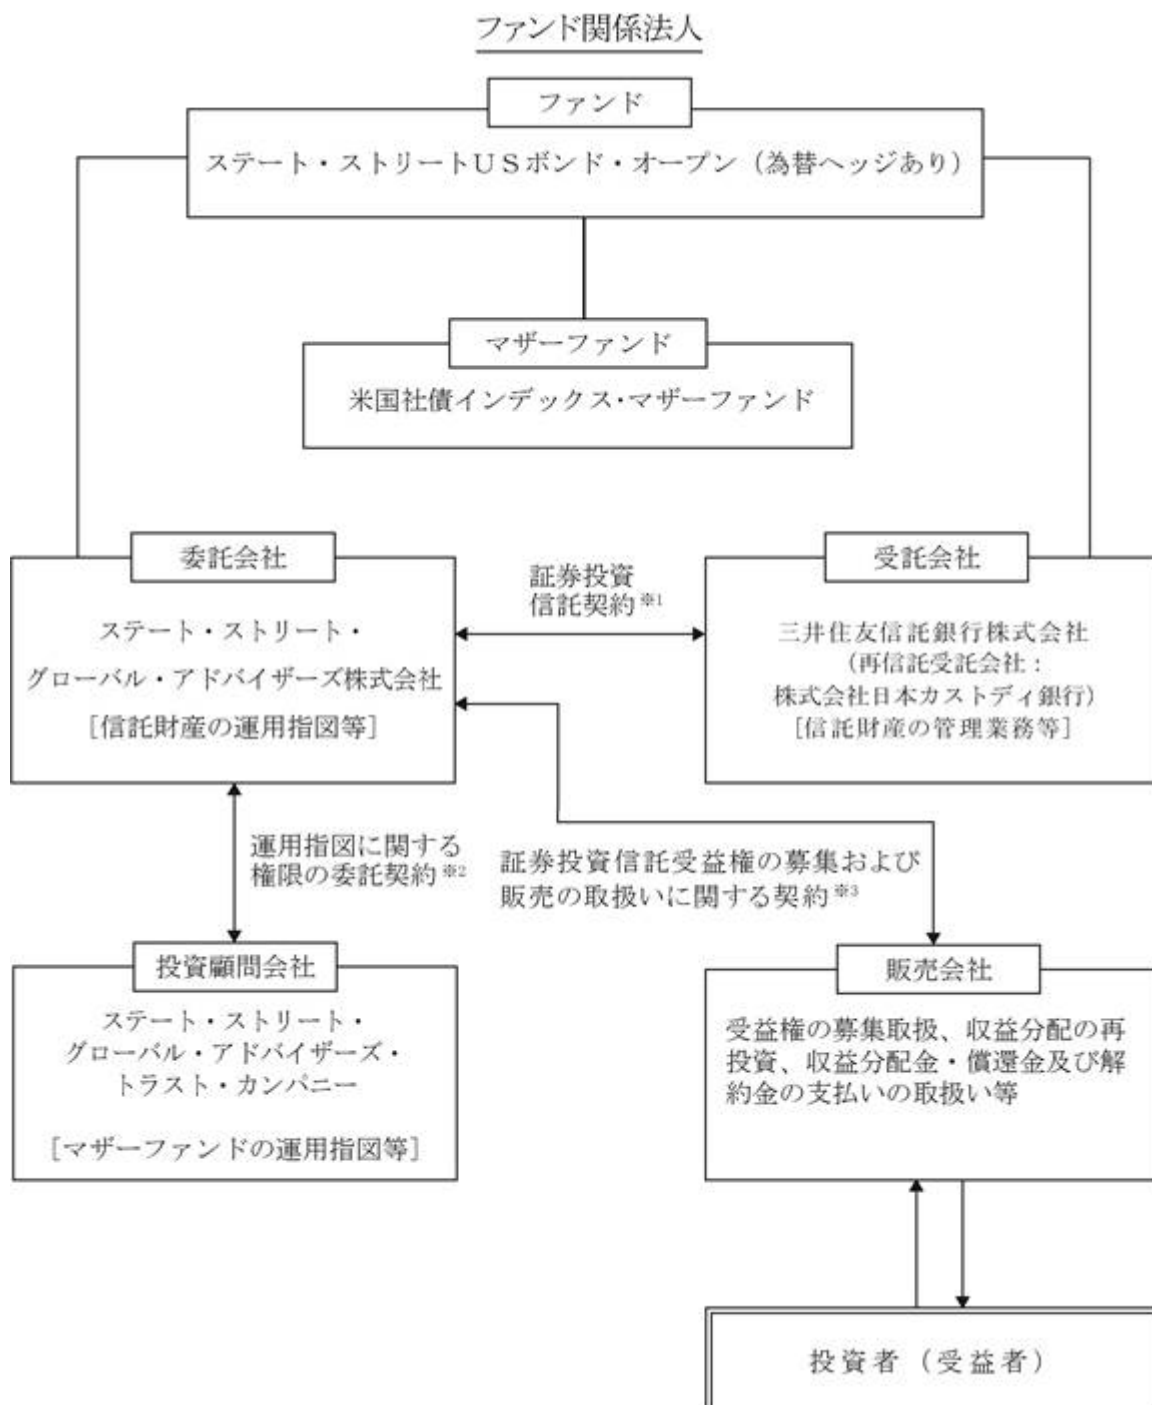 ファンド関係法人
ファンド
ステート・ストリートＵＳボンド・オープン（為替ヘッジあり）
マザーファンド
米国社債インデックス・マザーファンド
委託会社
ステート・ストリート・
グローバル・アドバイザーズ株式会社
［信託財産の運用指図等］
証券投資
信託契約※1
受託会社
三井住友信託銀行株式会社
（再信託受託会社：
株式会社日本カストディ銀行）
［信託財産の管理業務等］
運用指図に関する
権限の委託契約※2
証券投資信託受益権の募集および
販売の取扱いに関する契約※3
投資顧問会社
ステート・ストリート・
グローバル・アドバイザーズ・
トラスト・カンパニー
［マザーファンドの運用指図等］
販売会社
受益権の募集取扱、収益分配の再
投資、収益分配金・償還金及び解
約金の支払いの取扱い等
投資者（受益者）